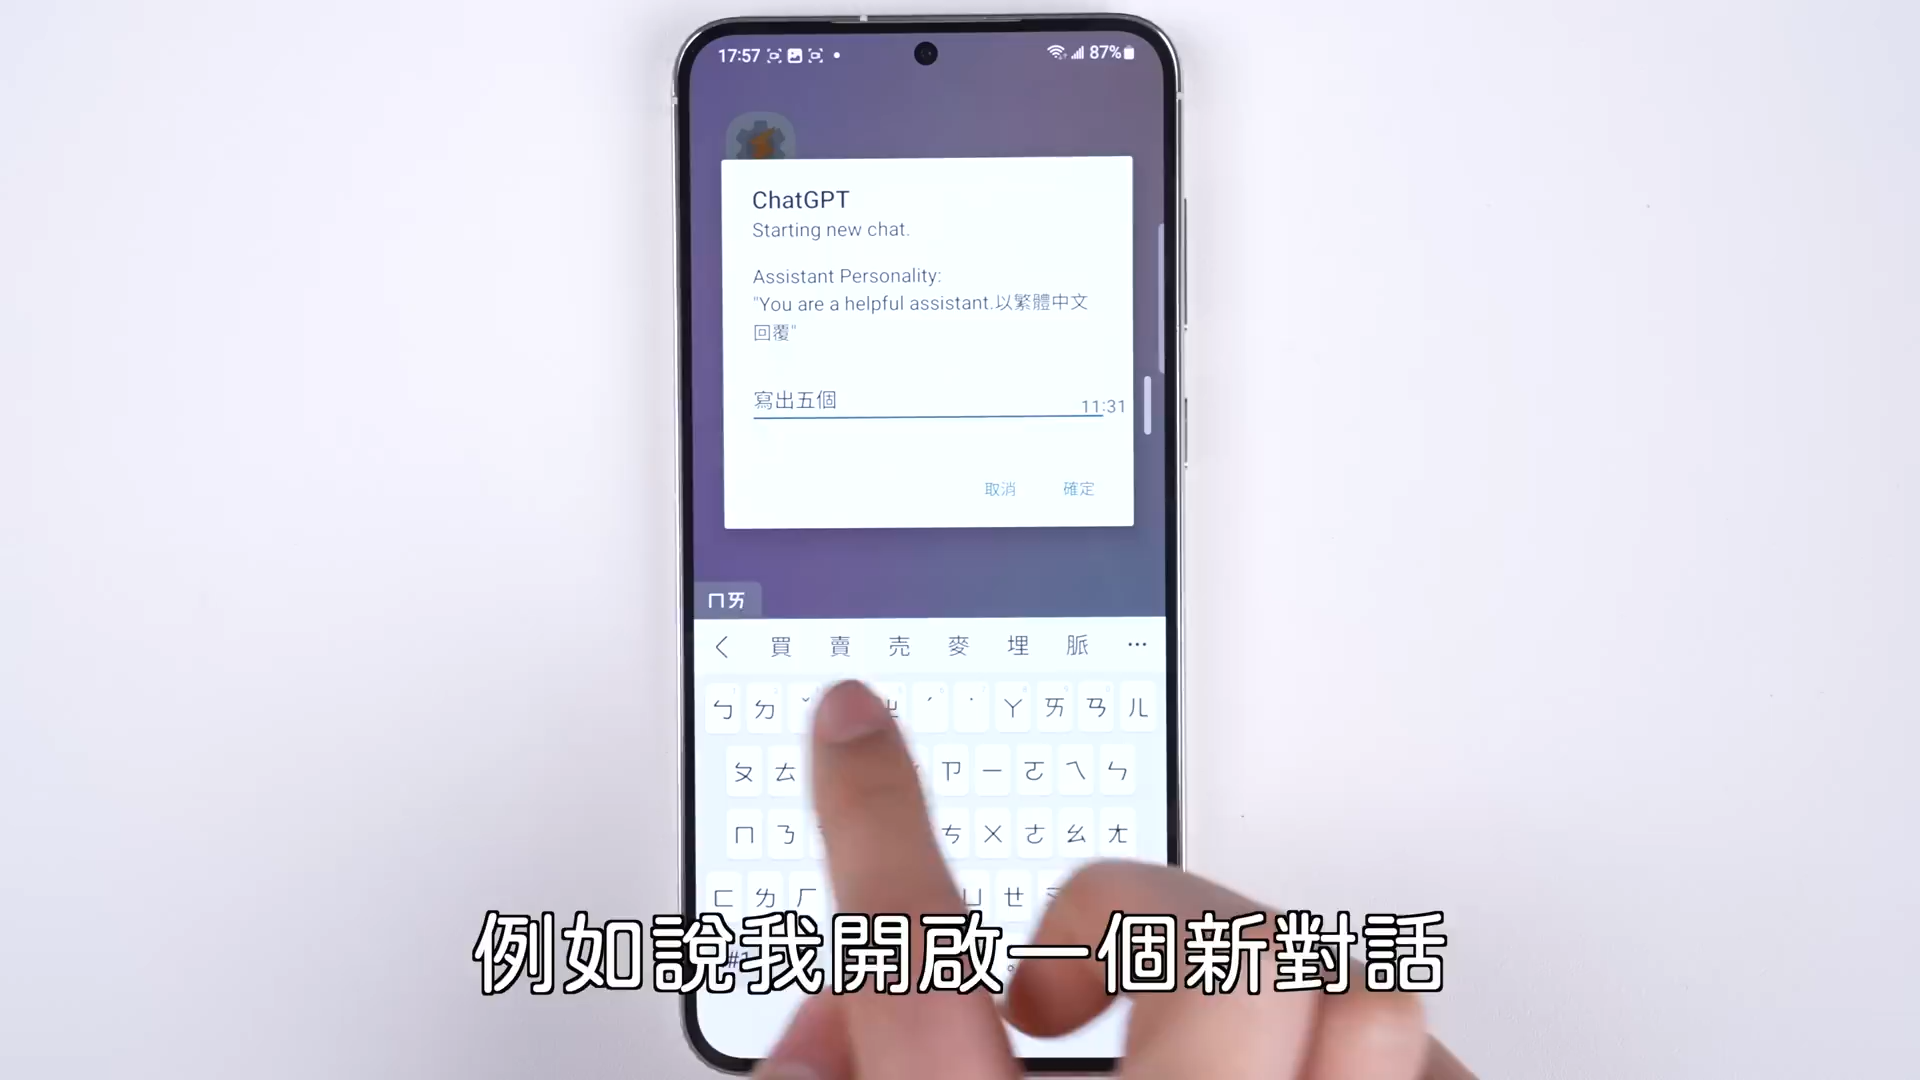 17:57
87%
ChatGPT
Starting new chat.
Assistant Personality:
"You are a helpful assistant.以繁體中文
回覆"
寫出五個
11:31
取消 確定
ㄇㄞ
買 賣 売 麥 埋 脈 …
ㄅ ㄉ ˇ ㄓ ˊ ˙ ㄚ ㄞ ㄢ ㄦ
ㄆ ㄊ ㄗ ㄧ ㄛ ㄟ ㄣ
ㄇ ㄋ ㄘ ㄨ ㄜ ㄠ ㄤ
ㄈ ㄌ ㄏ ㄩ ㄝ
例如說我開啟一個新對話